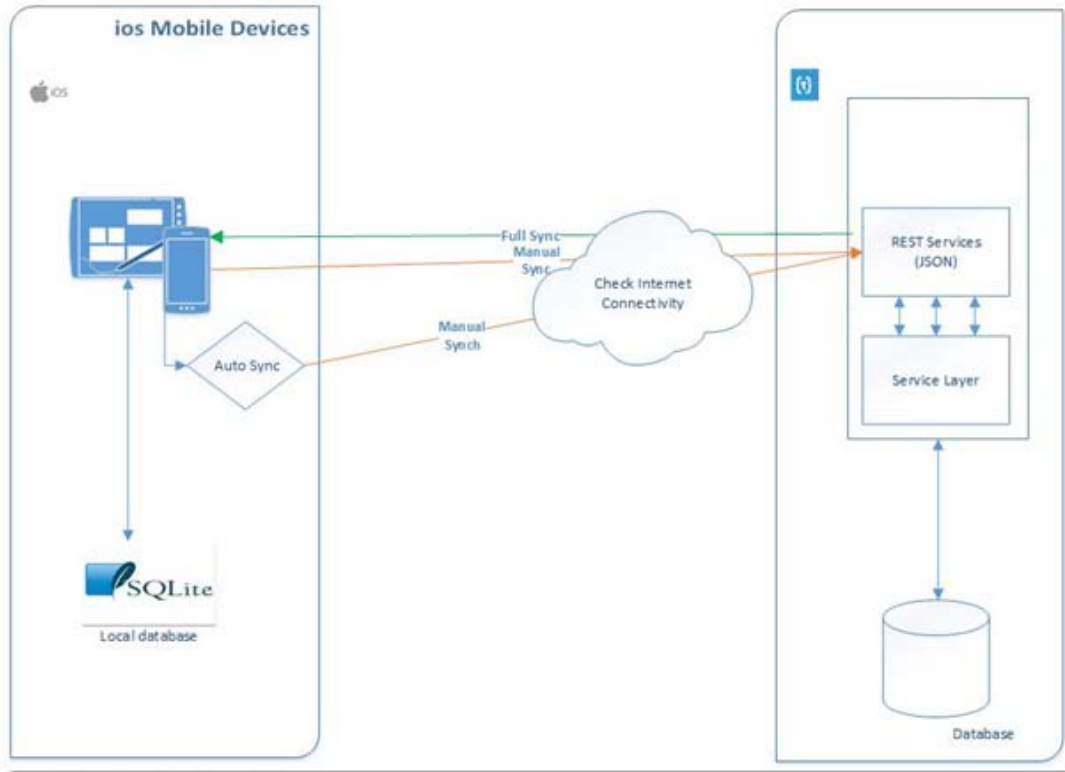 ios Mobile Devices
iOS
Full Sync
Manual
Sync
Check Internet
Connectivity
REST Services
(JSON)
Manual
Synch
Auto Sync
Service Layer
SQLite
Local database
Database